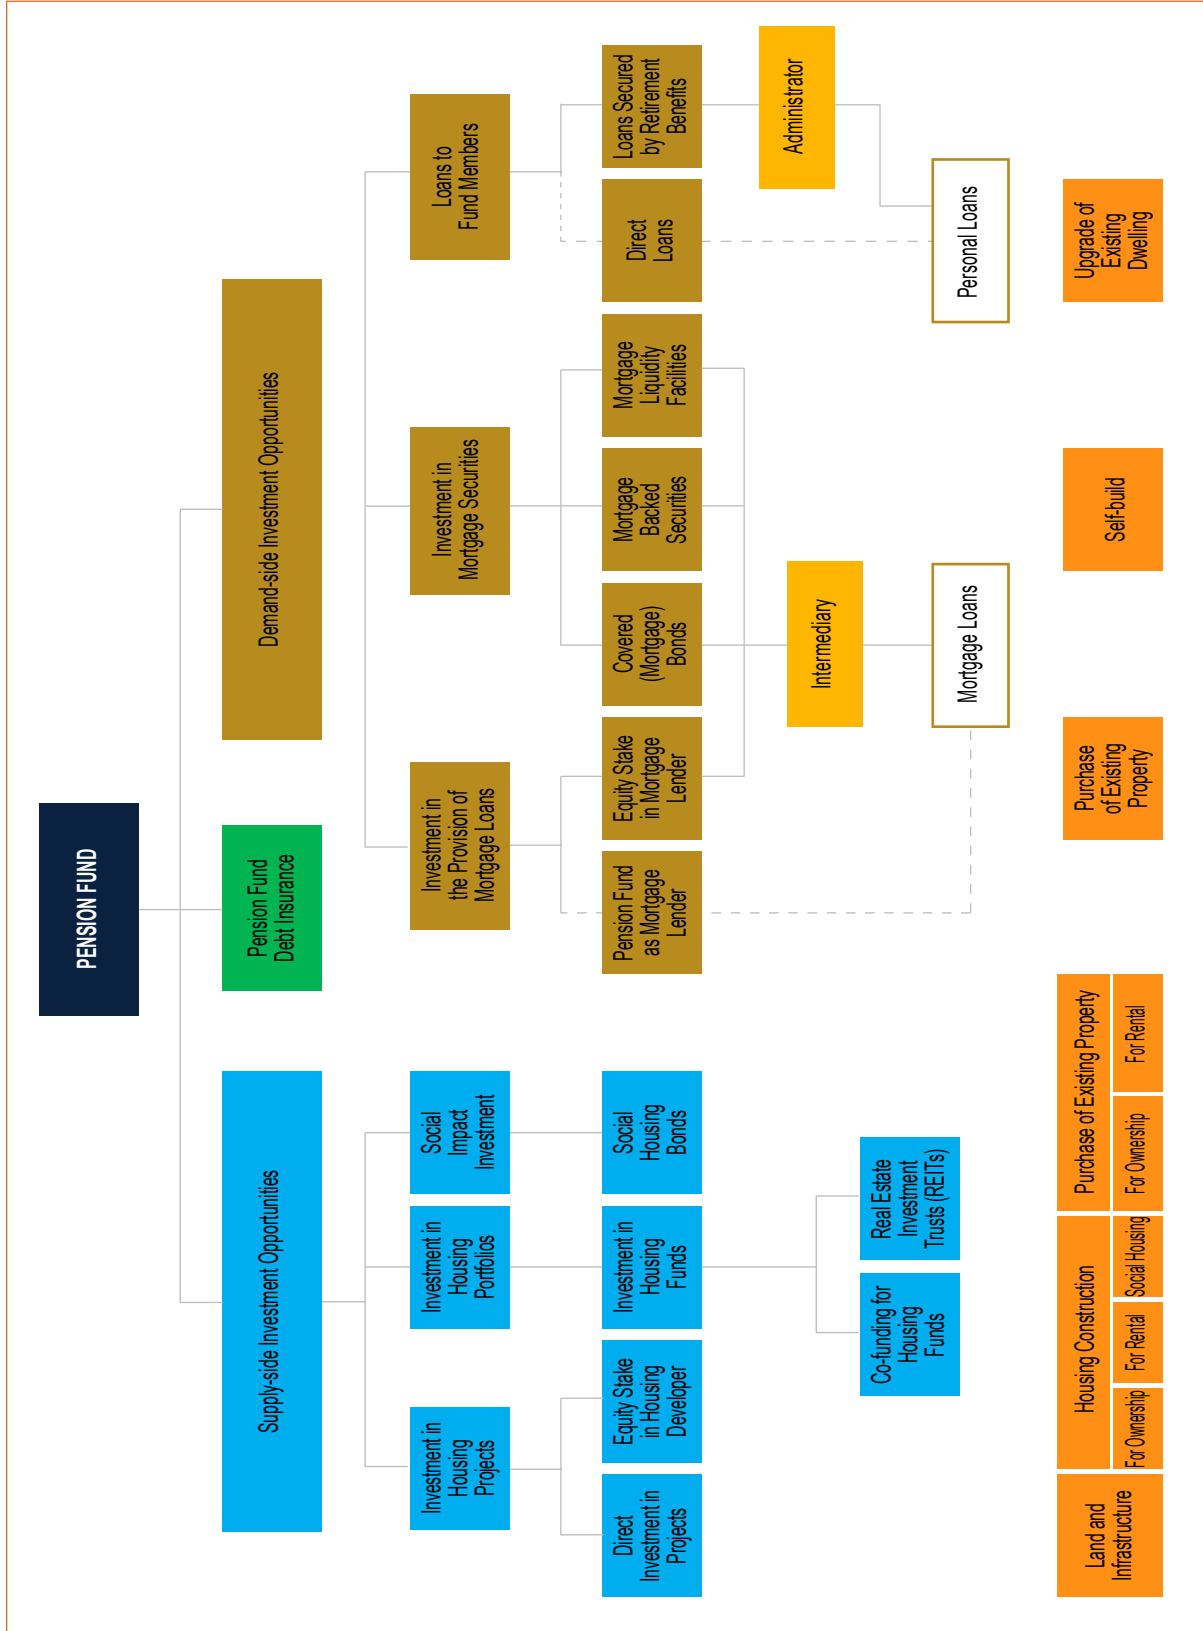 PENSION FUND
Supply-side Investment Opportunities
Pension Fund
Debt Insurance
Demand-side Investment Opportunities
Investment in
Housing
Projects
Investment in
Housing
Portfolios
Social
Impact
Investment
Investment in
the Provision of
Mortgage Loans
Investment in
Mortgage Securities
Loans to
Fund Members
Direct
Investment in
Projects
Equity Stake
in Housing
Developer
Investment in
Housing
Funds
Social
Housing
Bonds
Pension Fund
as Mortgage
Lender
Equity Stake
in Mortgage
Lender
Covered
(Mortgage)
Bonds
Mortgage
Backed
Securities
Mortgage
Liquidity
Facilities
Direct
Loans
Loans Secured
by Retirement
Benefits
Intermediary
Administrator
Co-funding for
Housing
Funds
Real Estate
Investment
Trusts (REITs)
Mortgage Loans
Personal Loans
Land and
Infrastructure
Housing Construction
For Ownership
For Rental
Social Housing
Purchase of Existing Property
For Ownership
For Rental
Purchase
of Existing
Property
Self-build
Upgrade of
Existing
Dwelling